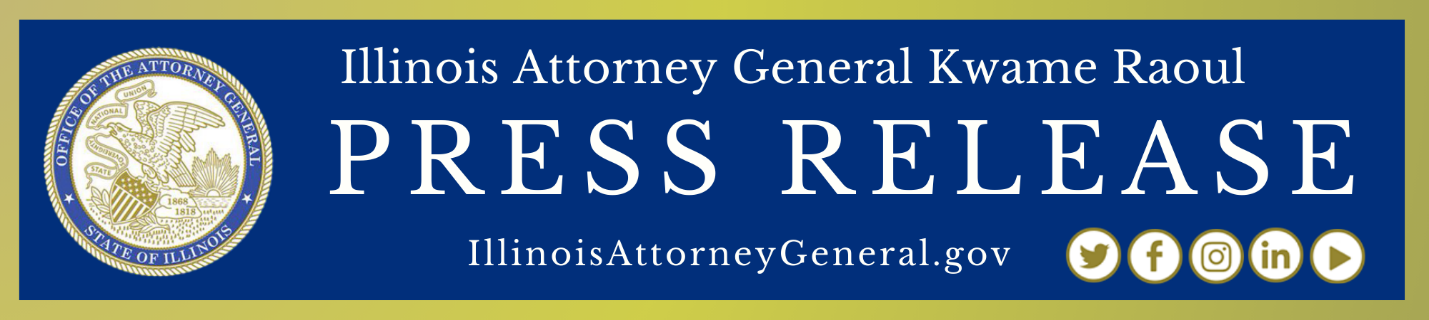 Illinois Attorney General Kwame Raoul
PRESS RELEASE
IllinoisAttorneyGeneral.gov
OFFICE OF THE ATTORNEY GENERAL
STATE OF ILLINOIS
UNION
NATIONAL
SOVEREIGNTY
STATE
1868
1818
in